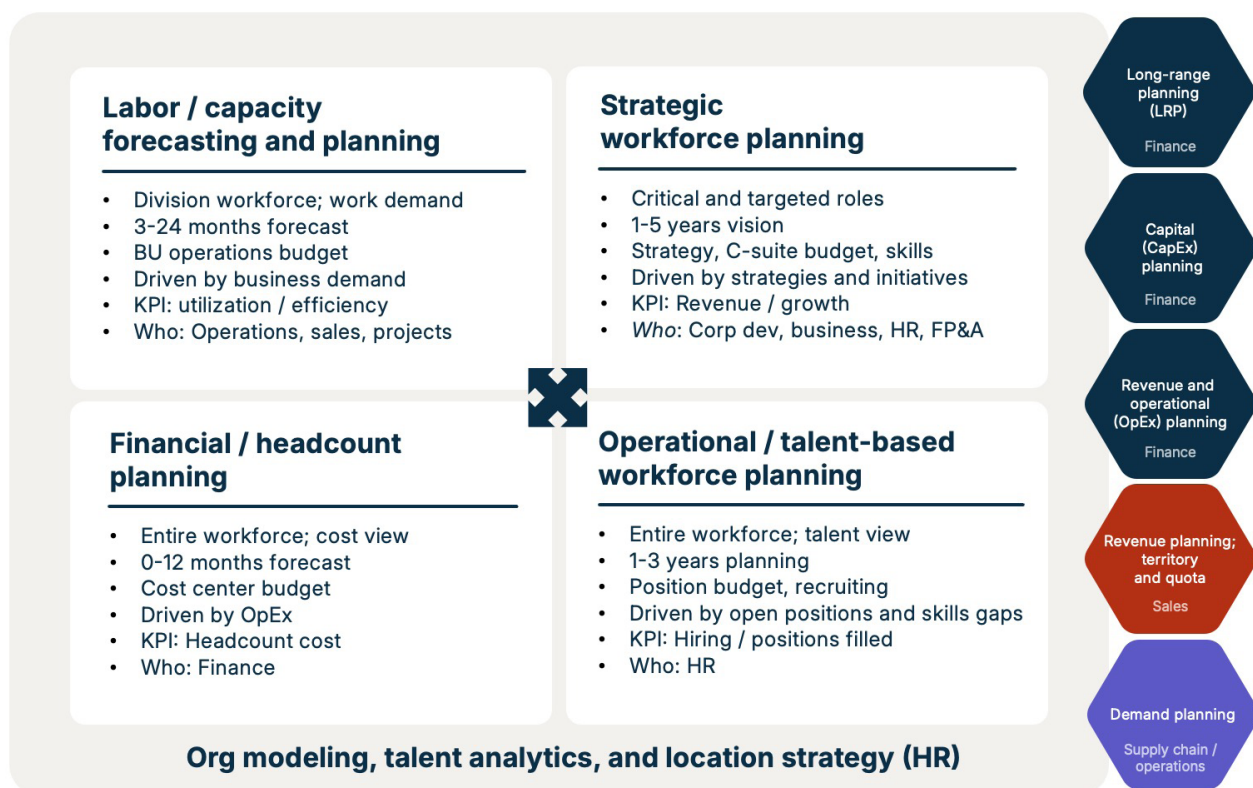 Labor / capacity
forecasting and planning
• Division workforce; work demand
• 3-24 months forecast
• BU operations budget
• Driven by business demand
• KPI: utilization / efficiency
• Who: Operations, sales, projects
Strategic
workforce planning
• Critical and targeted roles
• 1-5 years vision
• Strategy, C-suite budget, skills
• Driven by strategies and initiatives
• KPI: Revenue / growth
• Who: Corp dev, business, HR, FP&A
Financial / headcount
planning
• Entire workforce; cost view
• 0-12 months forecast
• Cost center budget
• Driven by OpEx
• KPI: Headcount cost
• Who: Finance
Operational / talent-based
workforce planning
• Entire workforce; talent view
• 1-3 years planning
• Position budget, recruiting
• Driven by open positions and skills gaps
• KPI: Hiring / positions filled
• Who: HR
Org modeling, talent analytics, and location strategy (HR)
Long-range
planning
(LRP)
Finance
Capital
(CapEx)
planning
Finance
Revenue and
operational
(OpEx) planning
Finance
Revenue planning;
territory
and quota
Sales
Demand planning
Supply chain /
operations